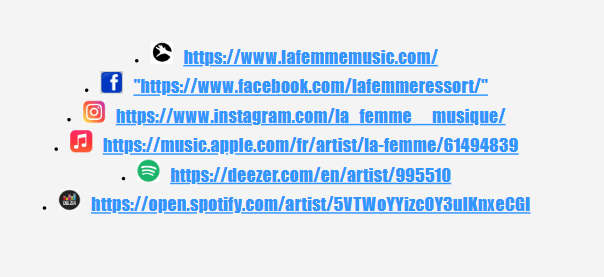 https://www.lafemmemusic.com/
"https://www.facebook.com/lafemmeressort/"
https://www.instagram.com/la_femme__musique/
https://music.apple.com/fr/artist/la-femme/61494839
https://deezer.com/en/artist/995510
DEEZER https://open.spotify.com/artist/5VTWoYYizcOY3uIKnxeCGI